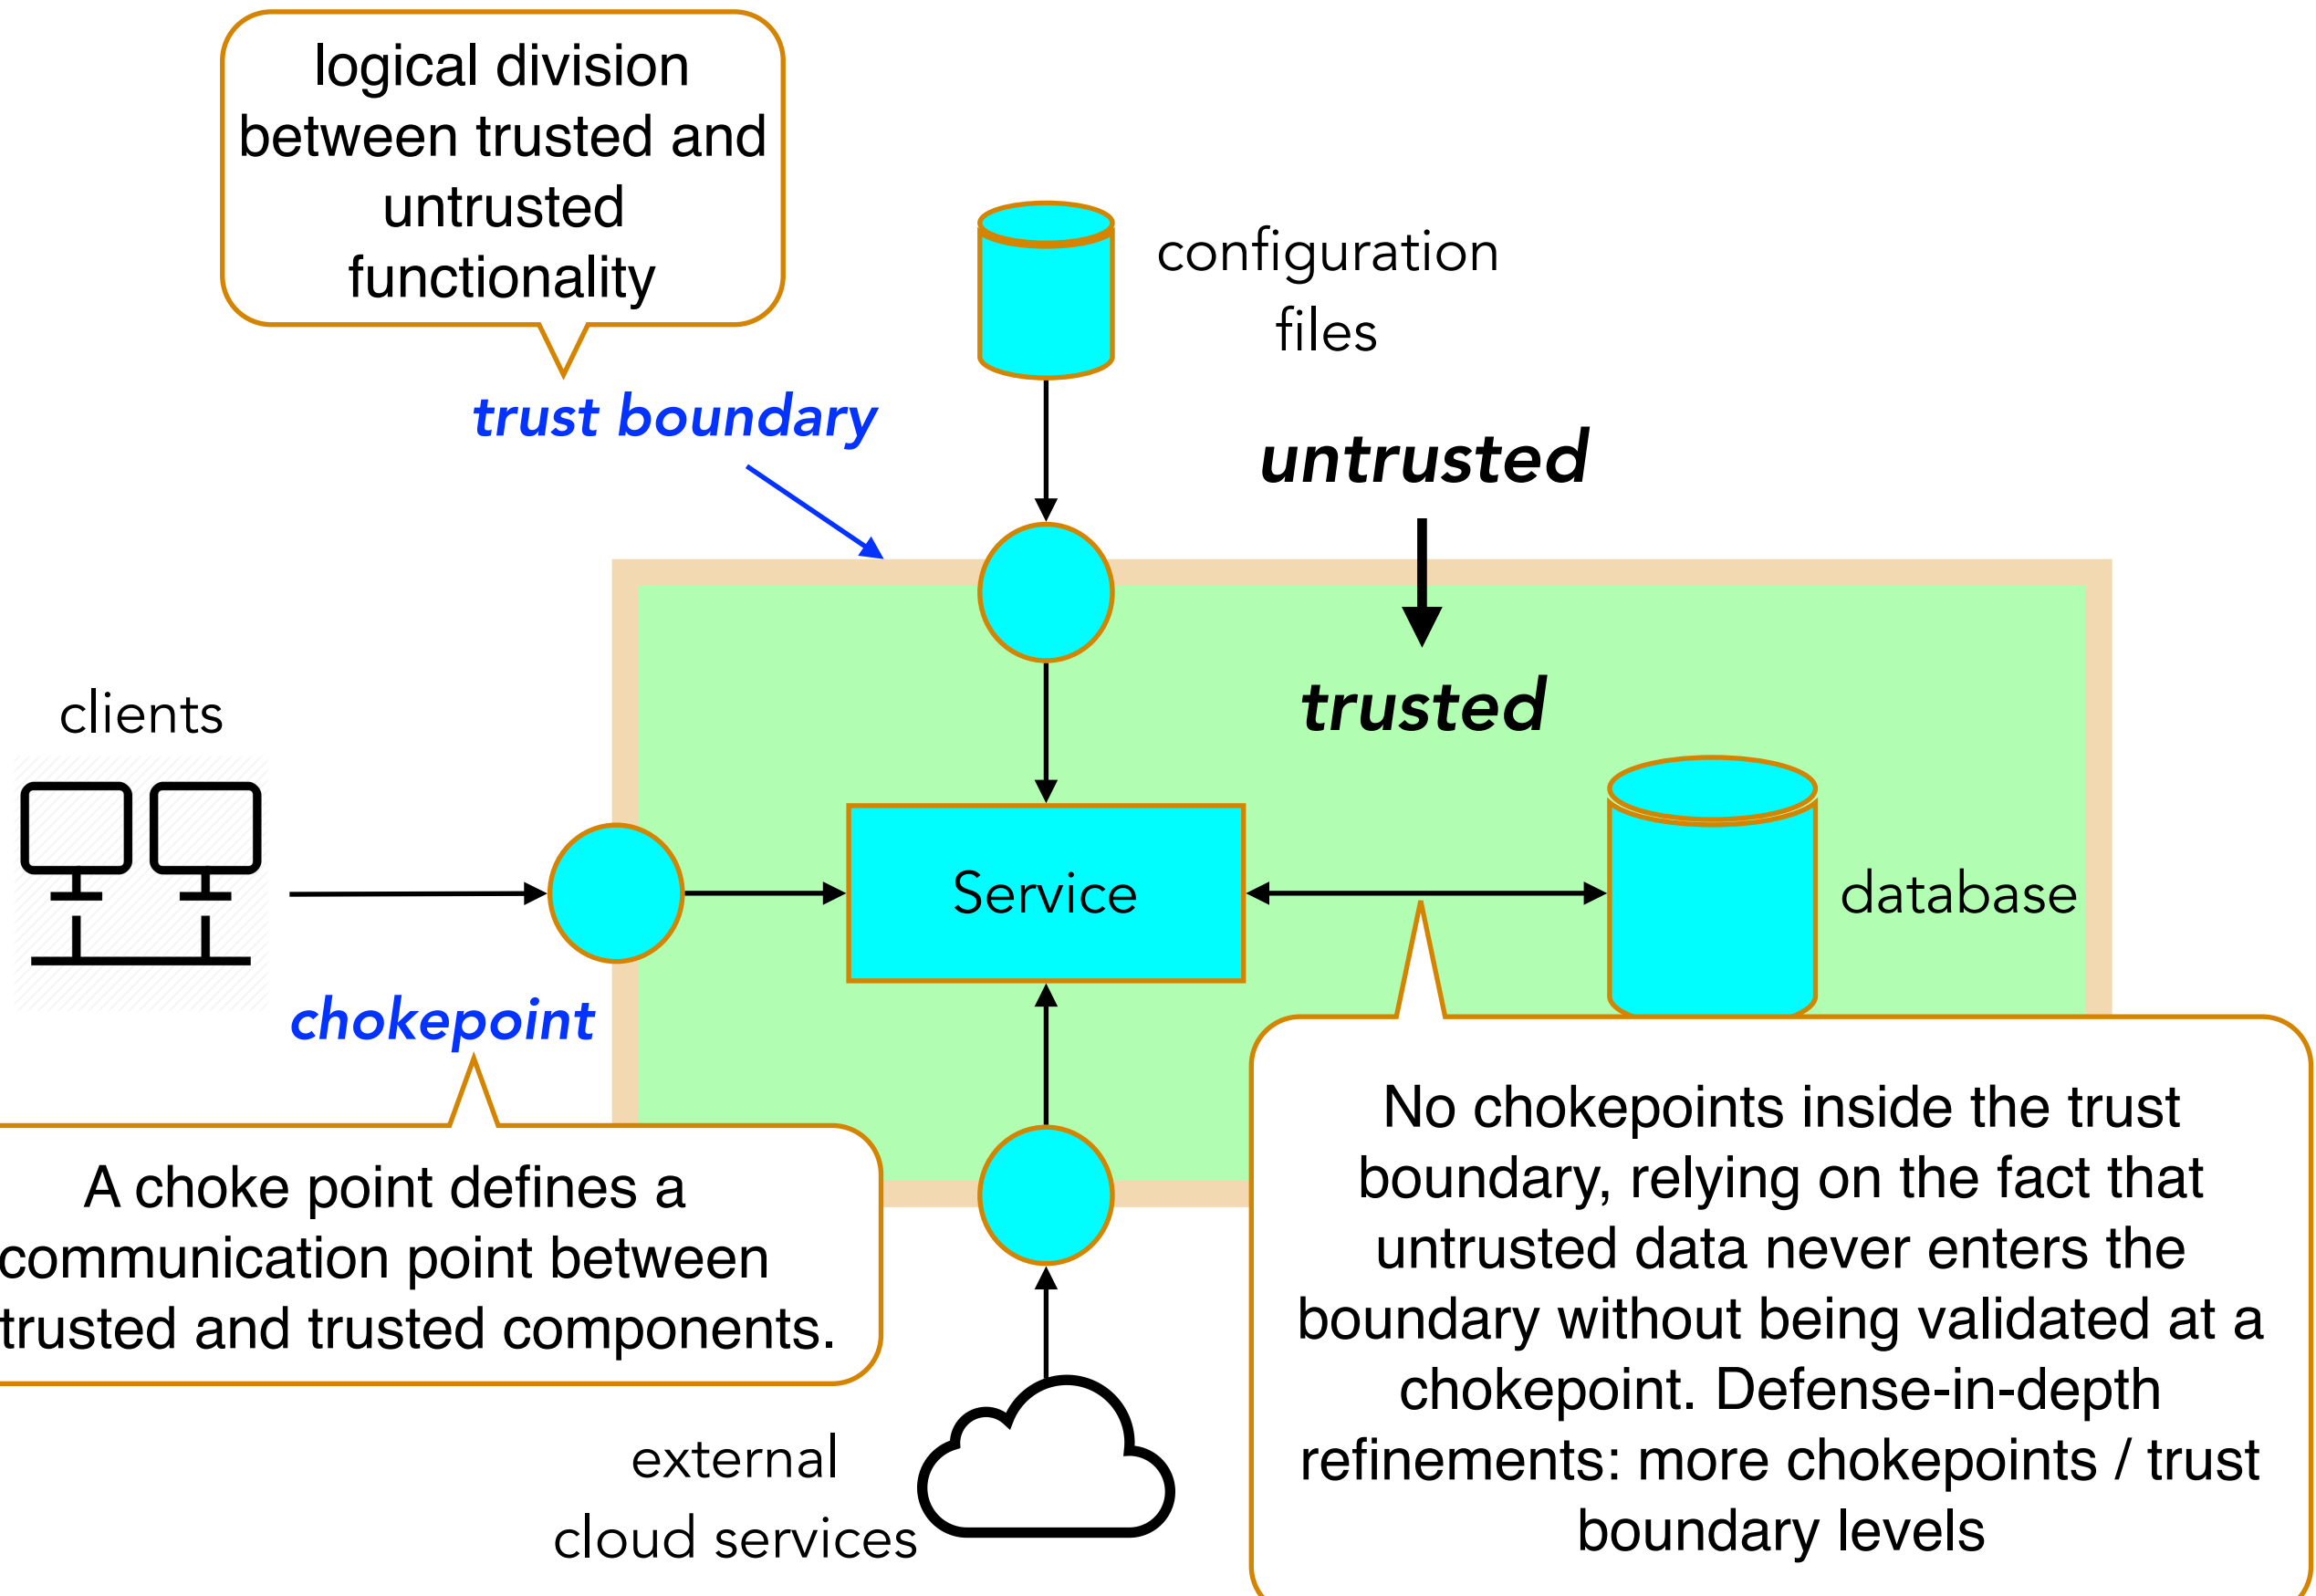 logical division
between trusted and
untrusted
functionality
configuration
files
trust boundary
untrusted
trusted
clients
Service
database
chokepoint
A choke point defines a
communication point between
trusted and trusted components.
No chokepoints inside the trust
boundary, relying on the fact that
untrusted data never enters the
boundary without being validated at a
chokepoint. Defense-in-depth
refinements: more chokepoints / trust
boundary levels
external
cloud services